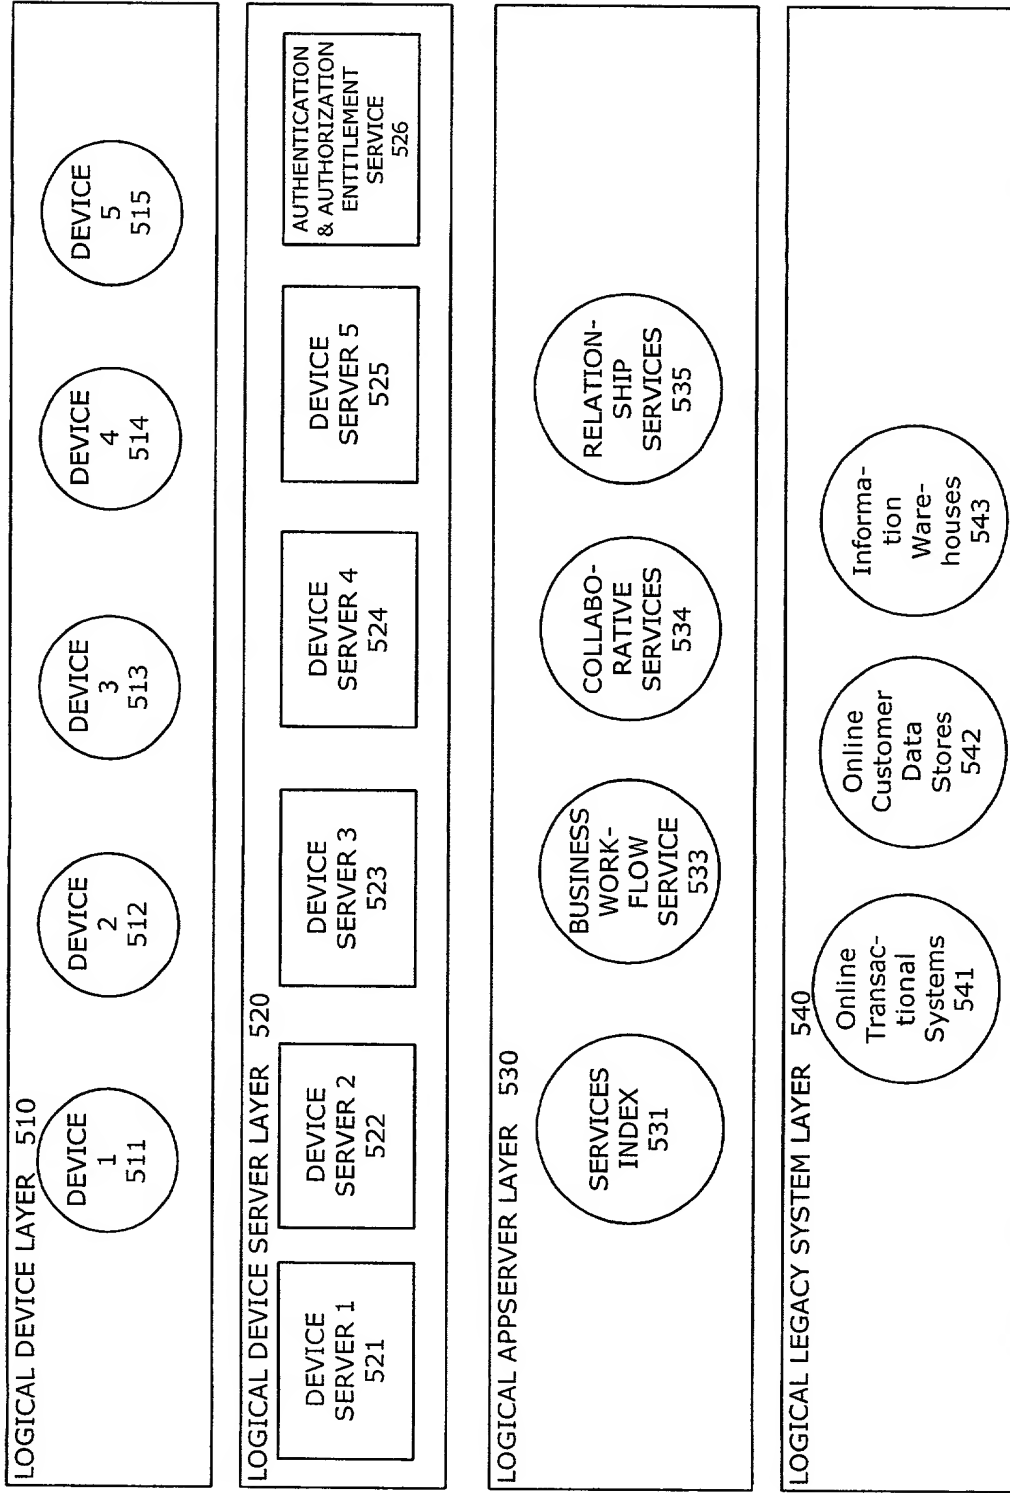 LOGICAL DEVICE LAYER 510
DEVICE
1
511
DEVICE
2
512
DEVICE
3
513
DEVICE
4
514
DEVICE
5
515
LOGICAL DEVICE SERVER LAYER 520
DEVICE
SERVER 1
521
DEVICE
SERVER 2
522
DEVICE
SERVER 3
523
DEVICE
SERVER 4
524
DEVICE
SERVER 5
525
AUTHENTICATION
& AUTHORIZATION
ENTITLEMENT
SERVICE
526
LOGICAL APPSERVER LAYER 530
SERVICES
INDEX
531
BUSINESS
WORK-
FLOW
SERVICE
533
COLLABO-
RATIVE
SERVICES
534
RELATION-
SHIP
SERVICES
535
LOGICAL LEGACY SYSTEM LAYER 540
Online
Transac-
tional
Systems
541
Online
Customer
Data
Stores
542
Informa-
tion
Ware-
houses
543